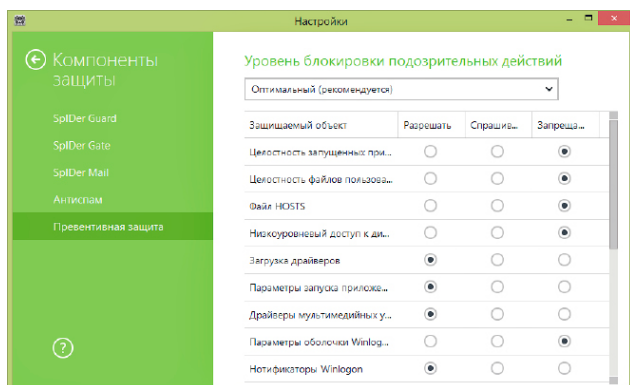 Настройки
Компоненты
защиты
SpIDer Guard
SpIDer Gate
SpIDer Mail
Антиспам
Превентивная защита
?
Уровень блокировки подозрительных действий
Оптимальный (рекомендуется)
Защищаемый объект Разрешать Спрашив... Запреща...
Целостность запущенных при...
Целостность файлов пользова...
Файл HOSTS
Низкоуровневый доступ к ди...
Загрузка драйверов
Параметры запуска приложе...
Драйверы мультимедийных у...
Параметры оболочки Winlog...
Нотификаторы Winlogon